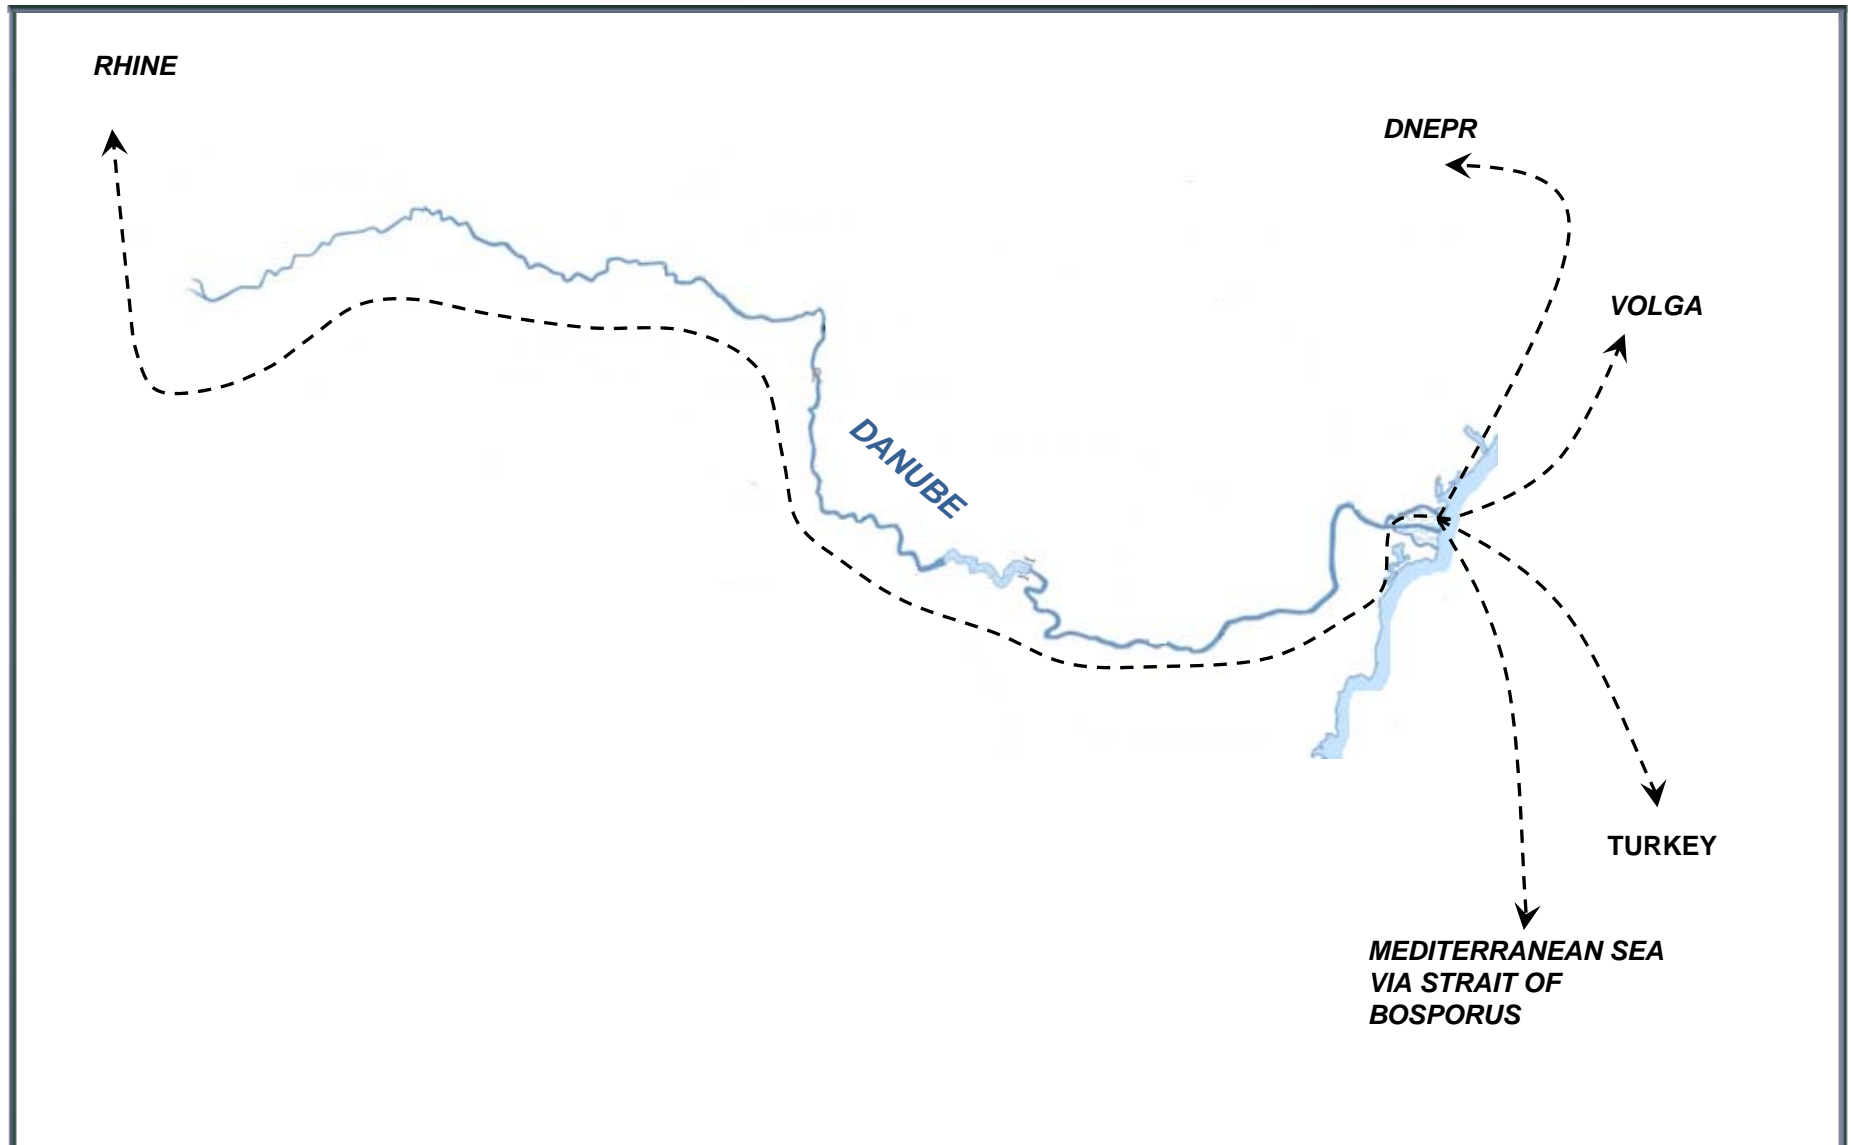 RHINE
DNEPR
VOLGA
DANUBE
TURKEY
MEDITERRANEAN SEA
VIA STRAIT OF
BOSPORUS